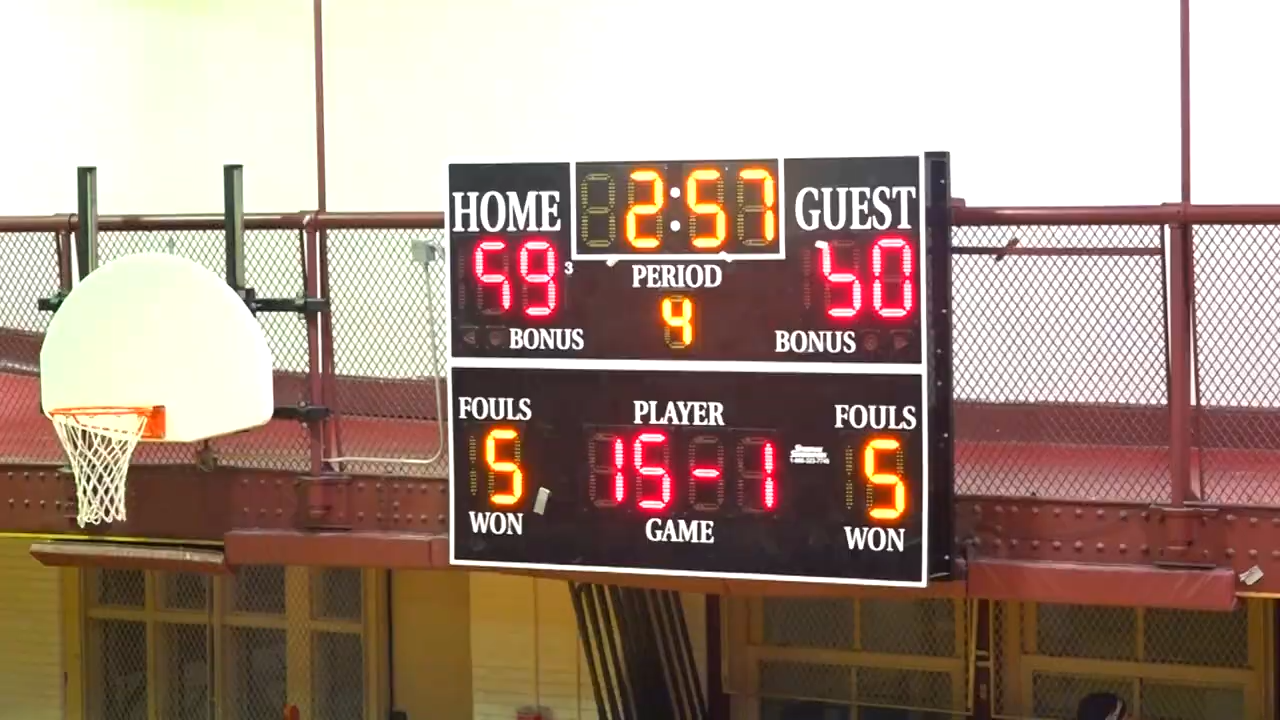 HOME 2:57 GUEST
59 3 50
PERIOD
4
BONUS BONUS
FOULS PLAYER FOULS
5 15-1 5
WON GAME WON